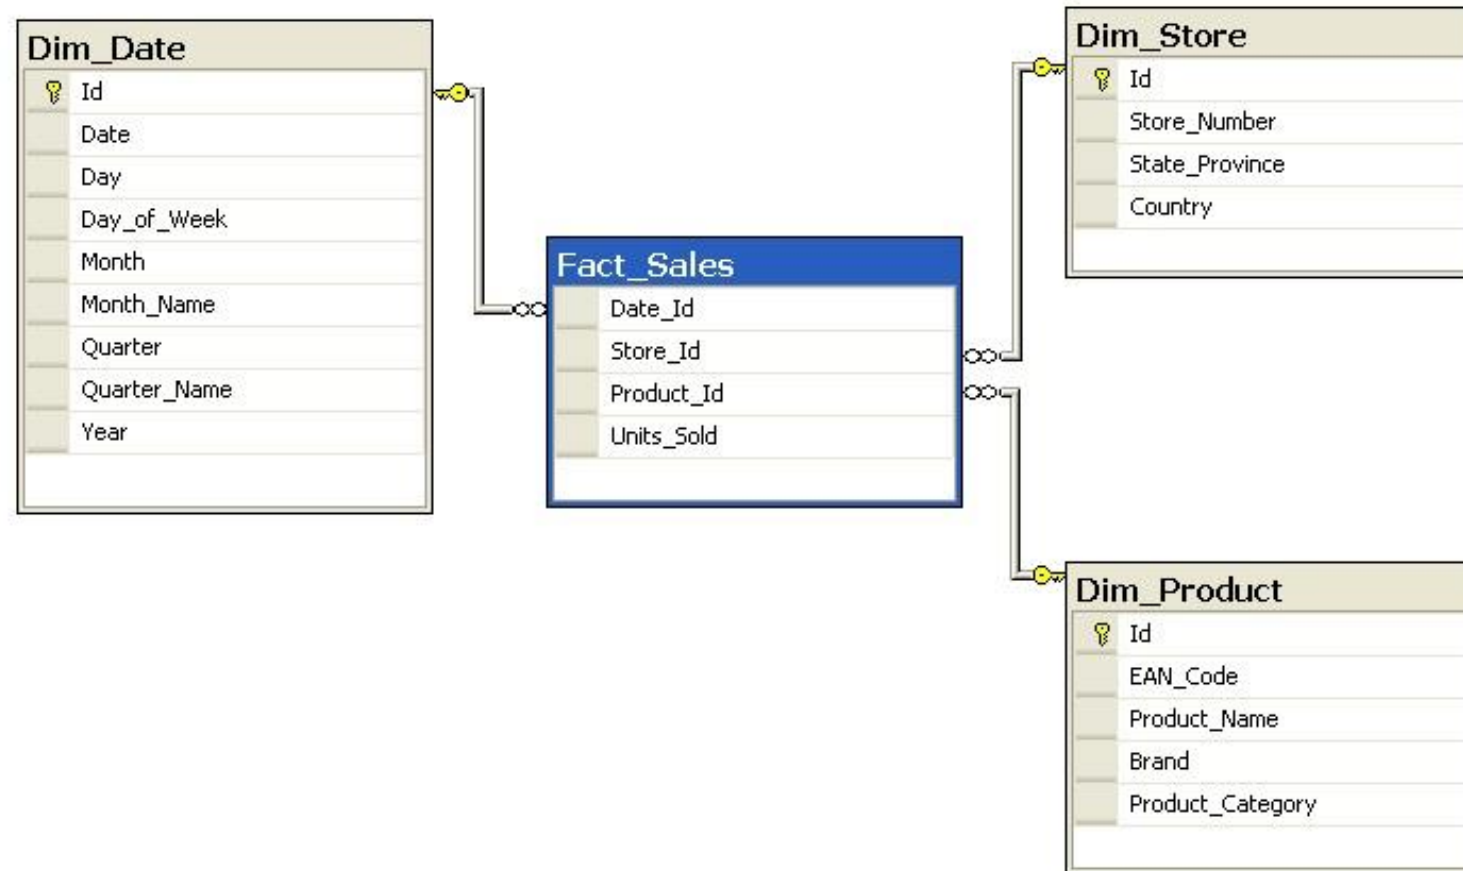 Dim_Date
Id
Date
Day
Day_of_Week
Month
Month_Name
Quarter
Quarter_Name
Year
Fact_Sales
Date_Id
Store_Id
Product_Id
Units_Sold
Dim_Store
Id
Store_Number
State_Province
Country
Dim_Product
Id
EAN_Code
Product_Name
Brand
Product_Category